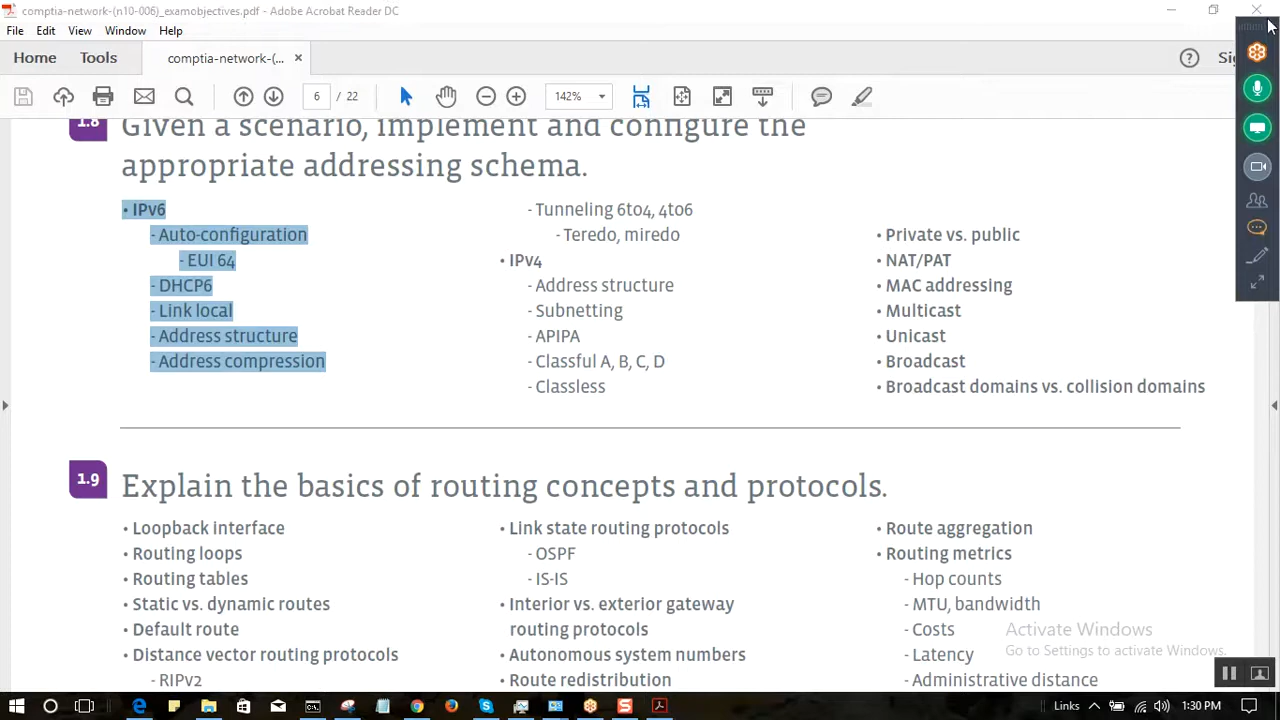 comptia-network-(n10-006)_examobjectives.pdf - Adobe Acrobat Reader DC
File Edit View Window Help
Home Tools comptia-network-(... × ?
6 / 22 142%
1.8 Given a scenario, implement and configure the
appropriate addressing schema.
• IPv6
- Auto-configuration
- EUI 64
- DHCP6
- Link local
- Address structure
- Address compression
- Tunneling 6to4, 4to6
- Teredo, miredo
• IPv4
- Address structure
- Subnetting
- APIPA
- Classful A, B, C, D
- Classless
• Private vs. public
• NAT/PAT
• MAC addressing
• Multicast
• Unicast
• Broadcast
• Broadcast domains vs. collision domains
1.9 Explain the basics of routing concepts and protocols.
• Loopback interface
• Routing loops
• Routing tables
• Static vs. dynamic routes
• Default route
• Distance vector routing protocols
- RIPv2
• Link state routing protocols
- OSPF
- IS-IS
• Interior vs. exterior gateway
routing protocols
• Autonomous system numbers
• Route redistribution
• Route aggregation
• Routing metrics
- Hop counts
- MTU, bandwidth
- Costs
- Latency
- Administrative distance
Activate Windows
Go to Settings to activate Windows.
Links 1:30 PM